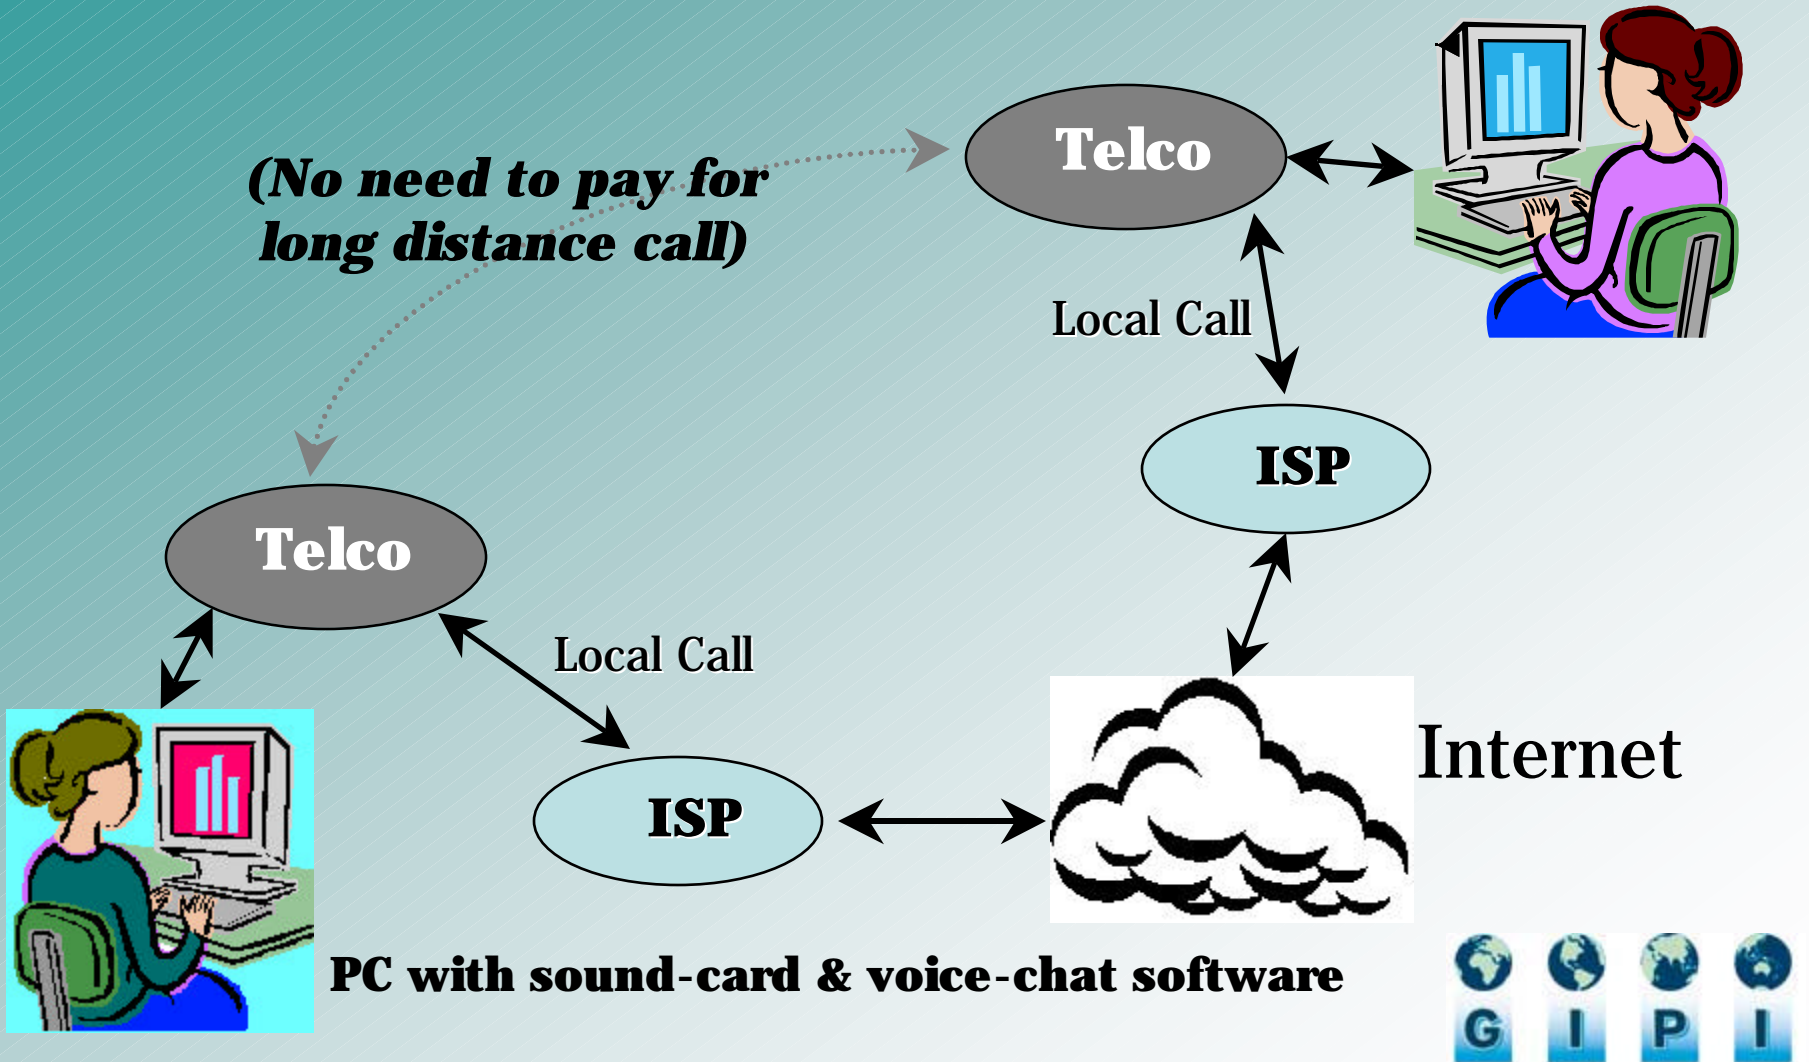 Telco
(No need to pay for
long distance call)
Local Call
ISP
Telco
Local Call
Internet
ISP
PC with sound-card & voice-chat software
G I P I